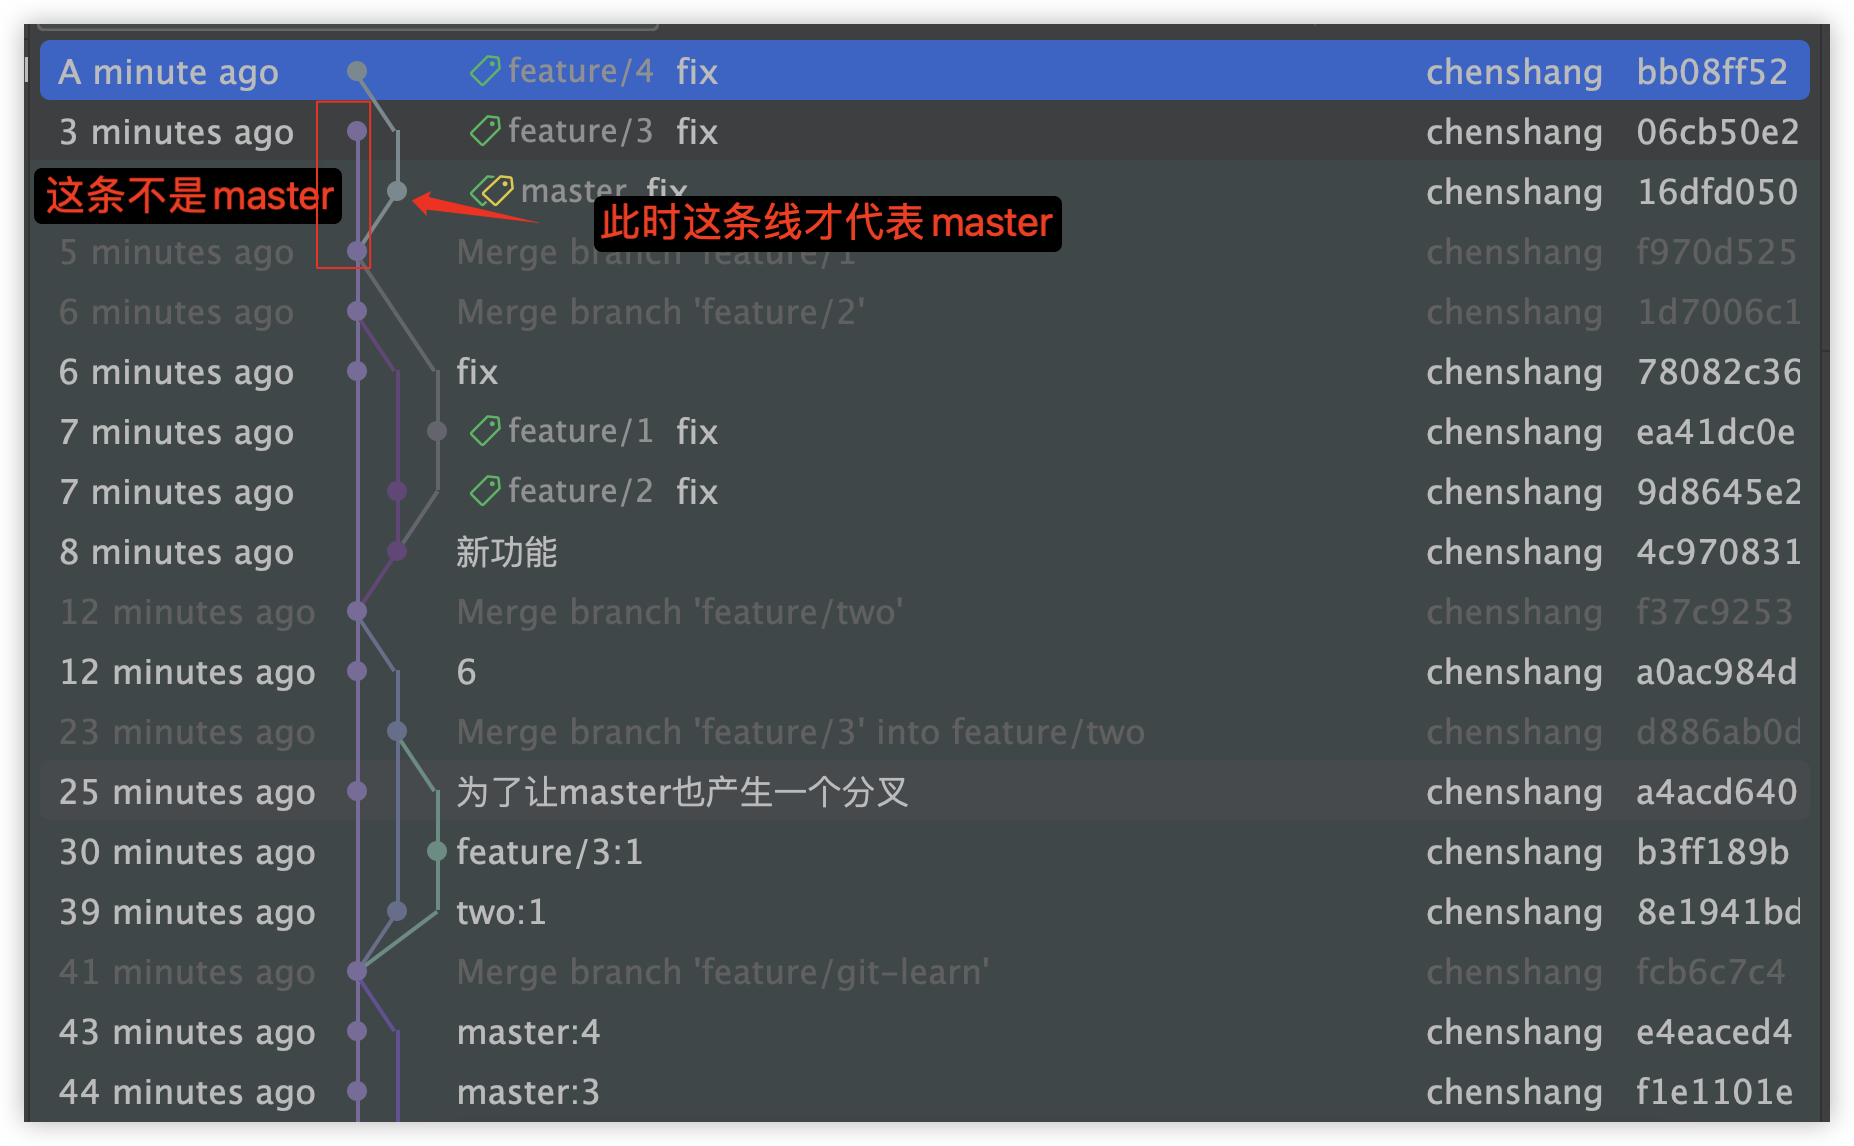 A minute ago feature/4 fix chenshang bb08ff52
3 minutes ago feature/3 fix chenshang 06cb50e2
这条不是master master fix chenshang 16dfd050
此时这条线才代表master
5 minutes ago Merge branch 'feature/1' chenshang f970d525
6 minutes ago Merge branch 'feature/2' chenshang 1d7006c1
6 minutes ago fix chenshang 78082c36
7 minutes ago feature/1 fix chenshang ea41dc0e
7 minutes ago feature/2 fix chenshang 9d8645e2
8 minutes ago 新功能 chenshang 4c970831
12 minutes ago Merge branch 'feature/two' chenshang f37c9253
12 minutes ago 6 chenshang a0ac984d
23 minutes ago Merge branch 'feature/3' into feature/two chenshang d886ab0d
25 minutes ago 为了让master也产生一个分叉 chenshang a4acd640
30 minutes ago feature/3:1 chenshang b3ff189b
39 minutes ago two:1 chenshang 8e1941bd
41 minutes ago Merge branch 'feature/git-learn' chenshang fcb6c7c4
43 minutes ago master:4 chenshang e4eaced4
44 minutes ago master:3 chenshang f1e1101e